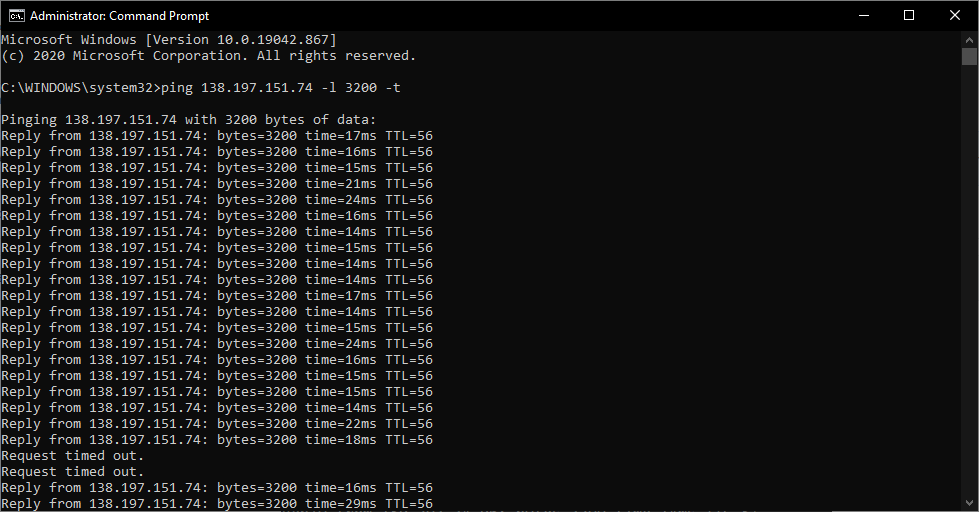 Administrator: Command Prompt
Microsoft Windows [Version 10.0.19042.867]
(c) 2020 Microsoft Corporation. All rights reserved.
C:\WINDOWS\system32>ping 138.197.151.74 -l 3200 -t
Pinging 138.197.151.74 with 3200 bytes of data:
Reply from 138.197.151.74: bytes=3200 time=17ms TTL=56
Reply from 138.197.151.74: bytes=3200 time=16ms TTL=56
Reply from 138.197.151.74: bytes=3200 time=15ms TTL=56
Reply from 138.197.151.74: bytes=3200 time=21ms TTL=56
Reply from 138.197.151.74: bytes=3200 time=24ms TTL=56
Reply from 138.197.151.74: bytes=3200 time=16ms TTL=56
Reply from 138.197.151.74: bytes=3200 time=14ms TTL=56
Reply from 138.197.151.74: bytes=3200 time=15ms TTL=56
Reply from 138.197.151.74: bytes=3200 time=14ms TTL=56
Reply from 138.197.151.74: bytes=3200 time=14ms TTL=56
Reply from 138.197.151.74: bytes=3200 time=17ms TTL=56
Reply from 138.197.151.74: bytes=3200 time=14ms TTL=56
Reply from 138.197.151.74: bytes=3200 time=15ms TTL=56
Reply from 138.197.151.74: bytes=3200 time=24ms TTL=56
Reply from 138.197.151.74: bytes=3200 time=16ms TTL=56
Reply from 138.197.151.74: bytes=3200 time=15ms TTL=56
Reply from 138.197.151.74: bytes=3200 time=15ms TTL=56
Reply from 138.197.151.74: bytes=3200 time=14ms TTL=56
Reply from 138.197.151.74: bytes=3200 time=22ms TTL=56
Reply from 138.197.151.74: bytes=3200 time=18ms TTL=56
Request timed out.
Request timed out.
Reply from 138.197.151.74: bytes=3200 time=16ms TTL=56
Reply from 138.197.151.74: bytes=3200 time=29ms TTL=56